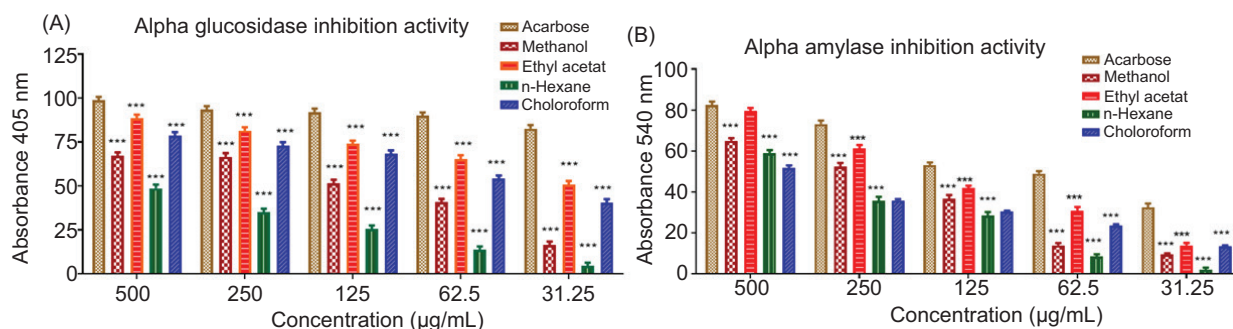 (A)
Alpha glucosidase inhibition activity
Acarbose
Methanol
Ethyl acetat
n-Hexane
Choloroform
Absorbance 405 nm
125
100
75
50
25
0
*** *** *** ***
*** *** *** ***
*** *** *** ***
*** *** *** ***
*** *** *** ***
500 250 125 62.5 31.25
Concentration (µg/mL)
(B)
Alpha amylase inhibition activity
Acarbose
Methanol
Ethyl acetat
n-Hexane
Choloroform
Absorbance 540 nm
100
80
60
40
20
0
*** *** ***
*** *** ***
*** *** ***
*** *** *** ***
*** *** *** ***
500 250 125 62.5 31.25
Concentration (µg/mL)